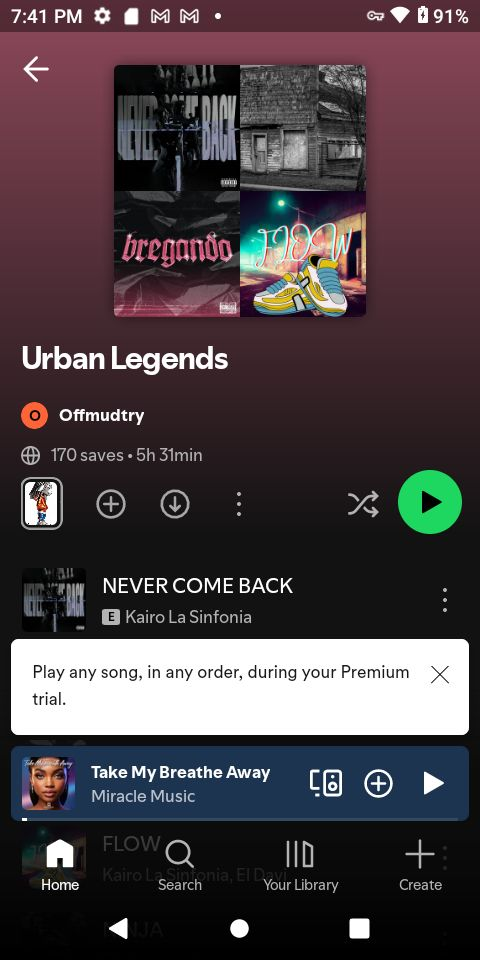 7:41 PM
91%
NEVER COME BACK
bregando
FLOW
Urban Legends
O Offmudtry
170 saves • 5h 31min
NEVER COME BACK
E Kairo La Sinfonia
Play any song, in any order, during your Premium
trial.
Take My Breathe Away
Miracle Music
FLOW
Kairo La Sinfonia, El Davi
Home
Search
Your Library
Create